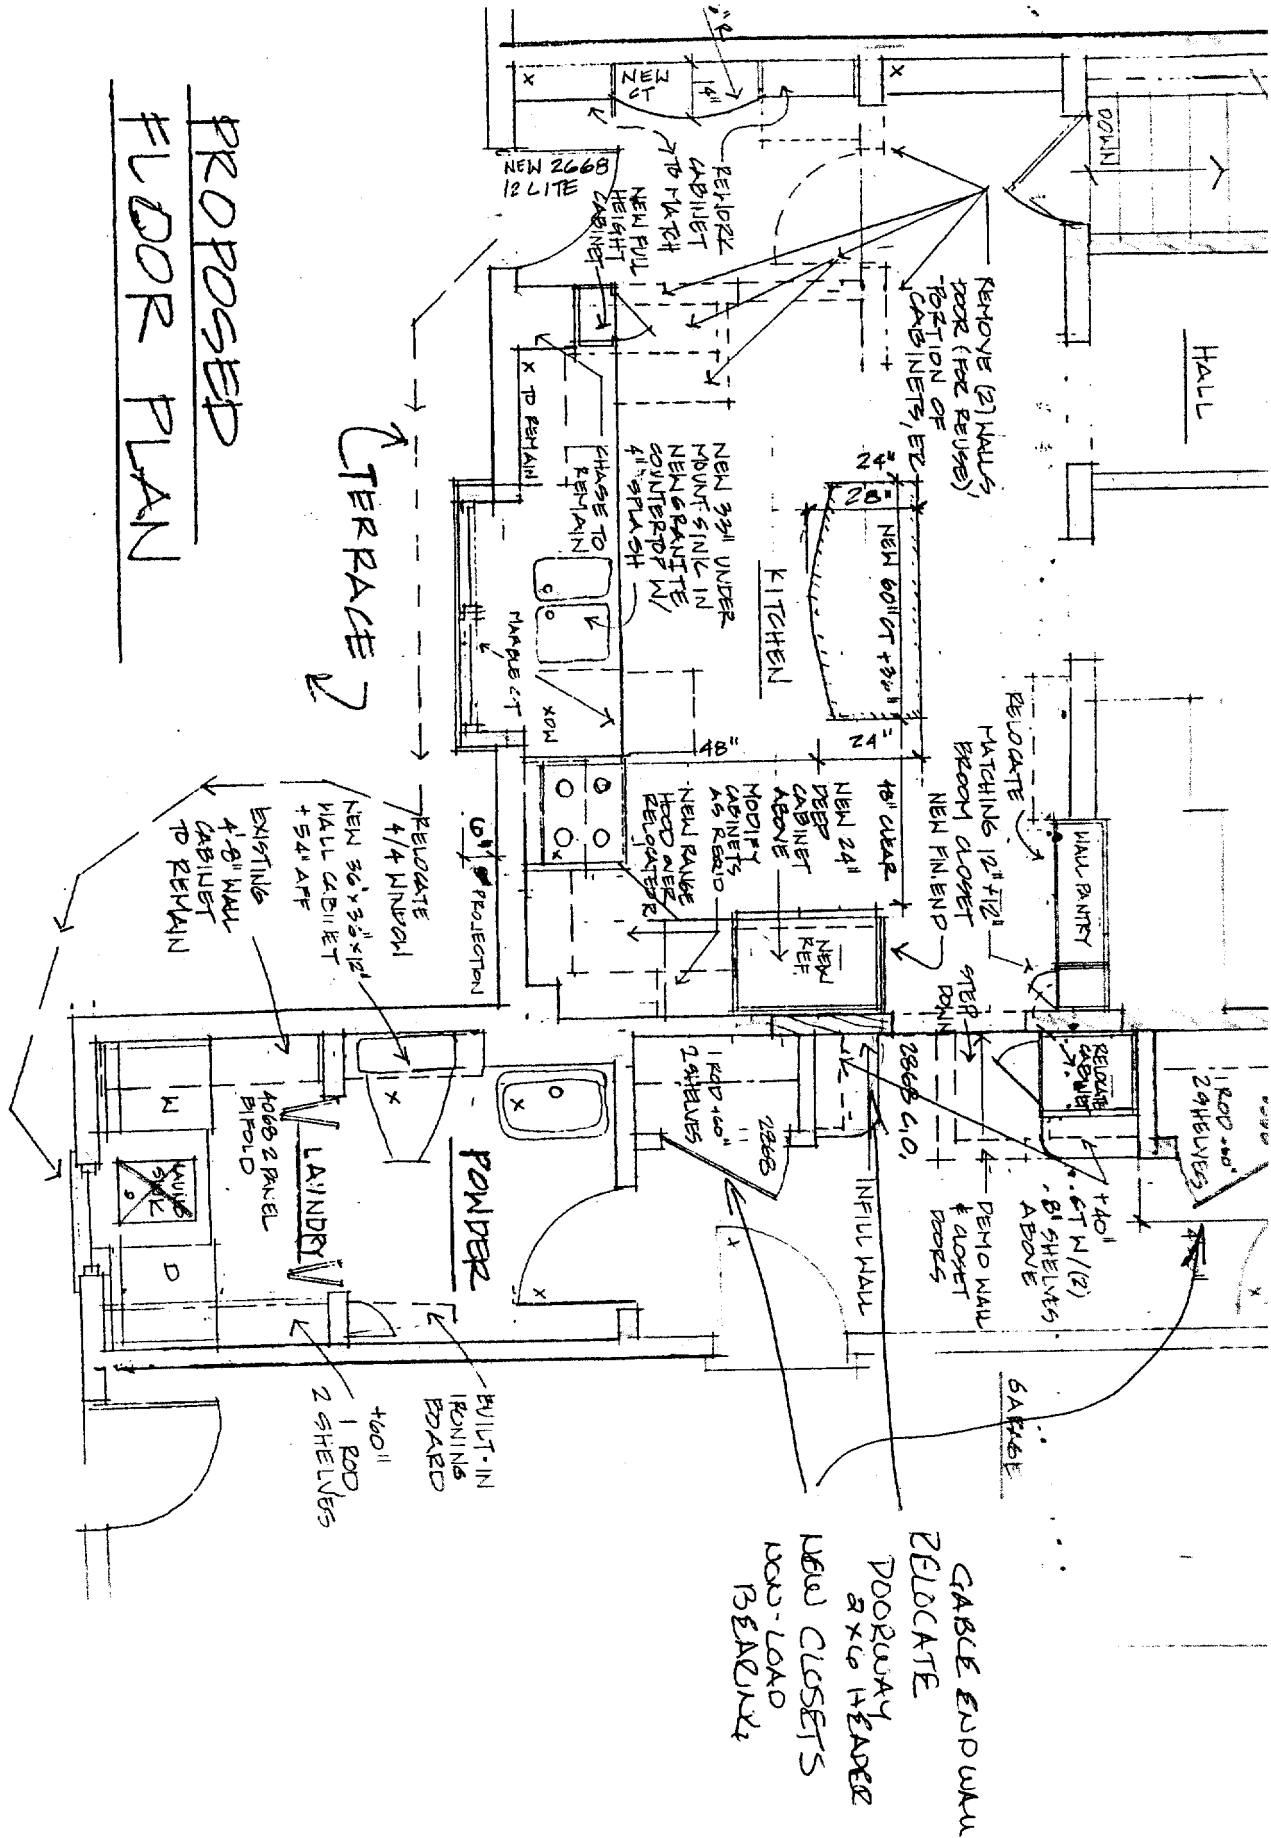 PROPOSED
FLOOR PLAN
HALL
DOWN
NEW
CT
14"
"R
REWORK
CABINET
TO MATCH
NEW FULL
HEIGHT
CABINET
NEW 2668
12 LITE
REMOVE (2) WALLS
DOOR (FOR REUSE),
PORTION OF
CABINETS, ETC
X TO REMAIN
CHASE TO
REMAIN
NEW 33" UNDER
MOUNT SINK IN
NEW GRANITE
COUNTERTOP W/
4" SPLASH
KITCHEN
24"
28"
NEW 60" CT + 36"
24"
48"
48" CLEAR
MARBLE CT
XDW
TERRACE
RELOCATE
MATCHING 12"+12"
BROOM CLOSET
NEW FIN END
WALL PANTRY
STEP
DOWN
NEW 24"
DEEP
CABINET
ABOVE
MODIFY
CABINETS
AS REQ'D
NEW RANGE
HOOD OVER
RELOCATED R
NEW
REF.
6"
PROJECTION
RELOCATE
4/4 WINDOW
NEW 36"x36"x12"
WALL CABINET
+54" AFF
EXISTING
4'-8" WALL
CABINET
TO REMAIN
RELOCATE
CABINET
1 ROD +60"
2 SHELVES
2868 C.O.
1 ROD +60"
2 SHELVES
2268
+40"
CT W/(2)
8" SHELVES
ABOVE
DEMO WALL
& CLOSET
DOORS
INFILL WALL
POWDER
LAUNDRY
4068 2 PANEL
BIFOLD
W
SINK
D
BUILT-IN
IRONING
BOARD
+60"
1 ROD
2 SHELVES
GARAGE
GABLE END WALL
RELOCATE
DOORWAY
2x6 HEADER
NEW CLOSETS
NON-LOAD
BEARING